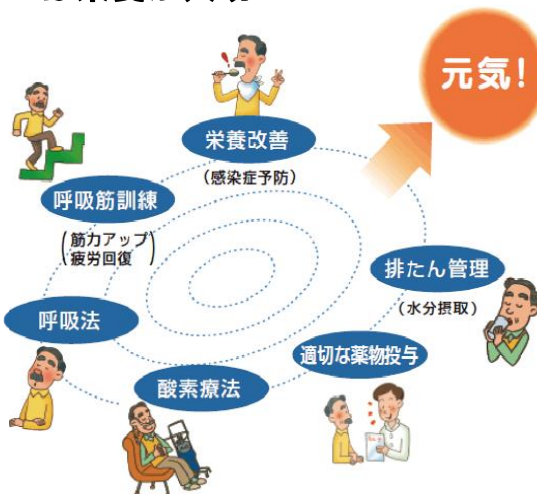 元気!
栄養改善
(感染症予防)
呼吸筋訓練
(筋力アップ
疲労回復)
排たん管理
(水分摂取)
呼吸法
適切な薬物投与
酸素療法